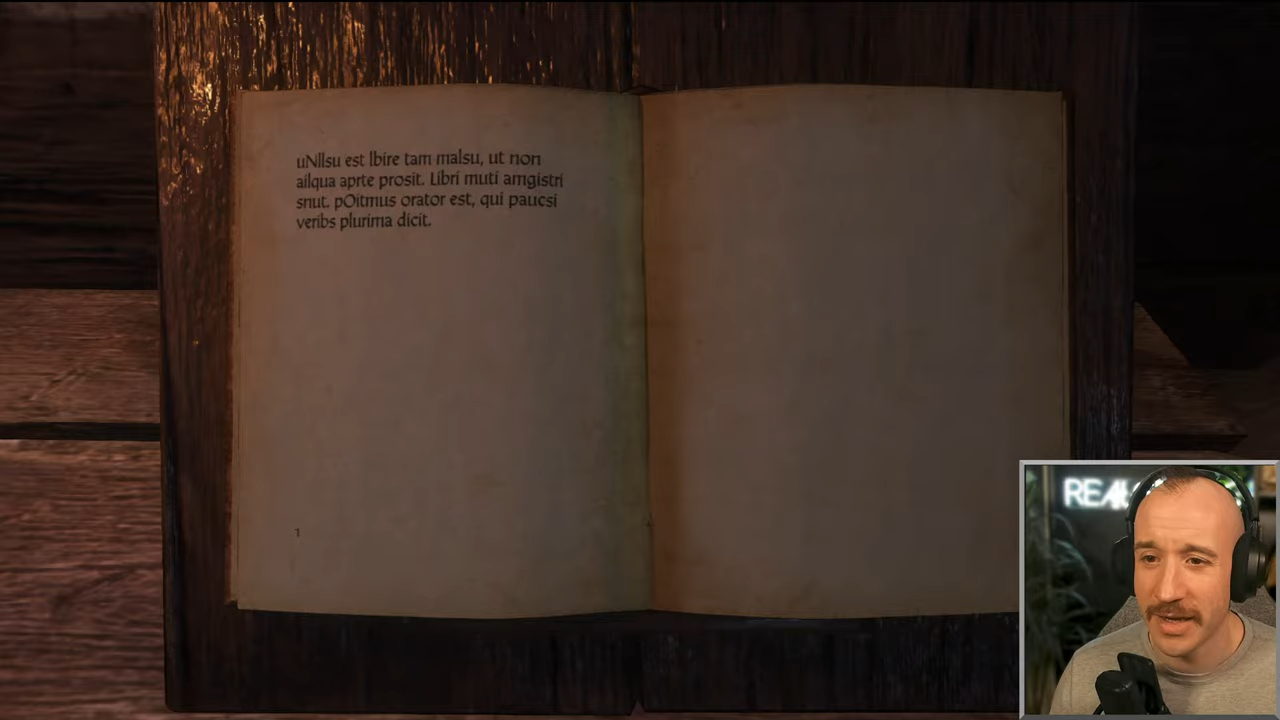 uNllsu est lbire tam malsu, ut non
ailqua aprte prosit. Libri muti amgistri
snut. pOitmus orator est, qui paucsi
veribs plurima dicit.
1